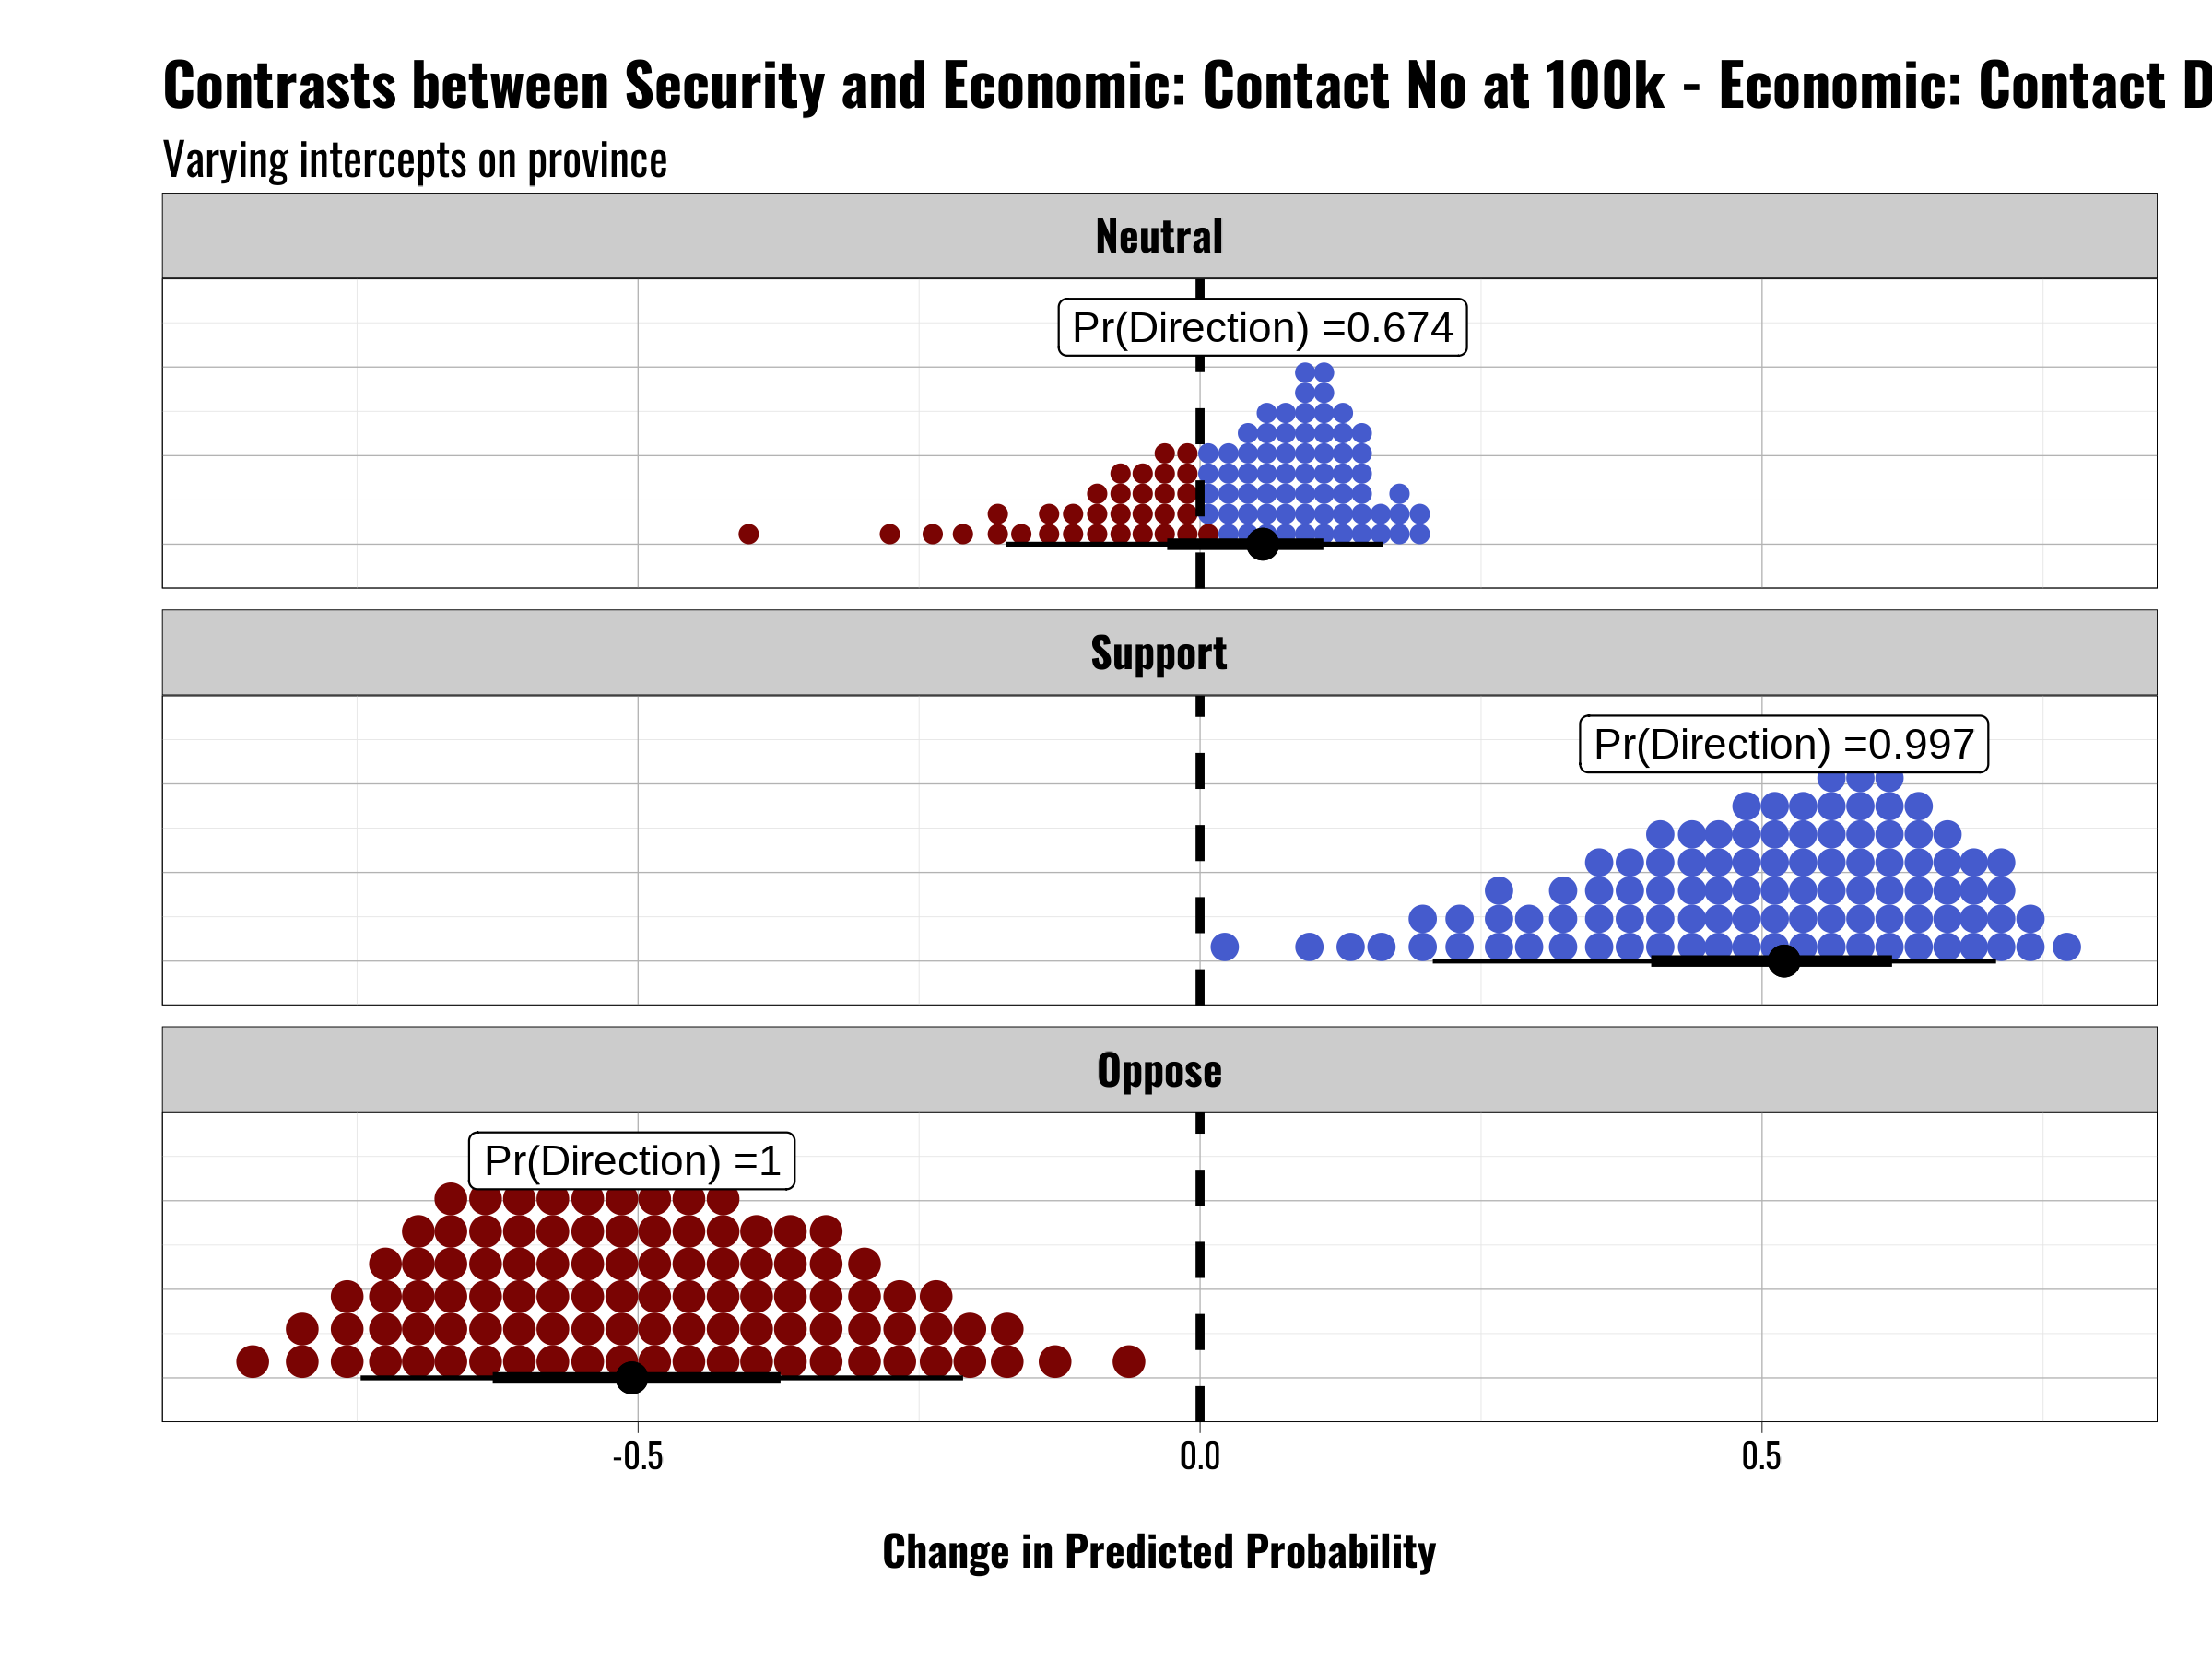 Contrasts between Security and Economic: Contact No at 100k - Economic: Contact D
Varying intercepts on province
Neutral
Pr(Direction) =0.674
Support
Pr(Direction) =0.997
Oppose
Pr(Direction) =1
-0.5 0.0 0.5
Change in Predicted Probability